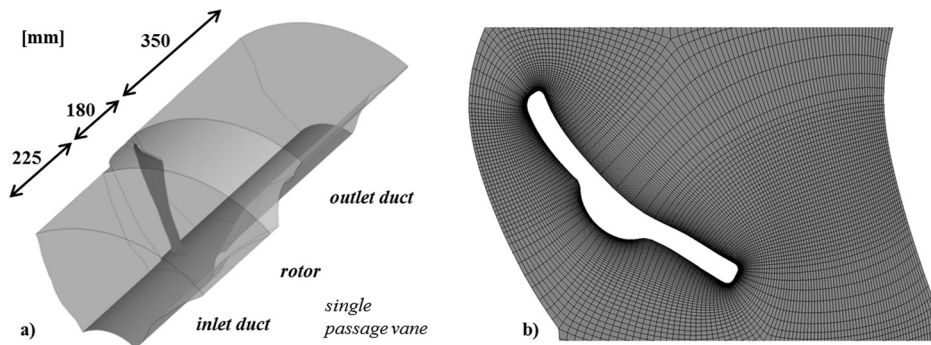 [mm]
350
180
225
outlet duct
rotor
inlet duct
single
passage vane
a)
b)